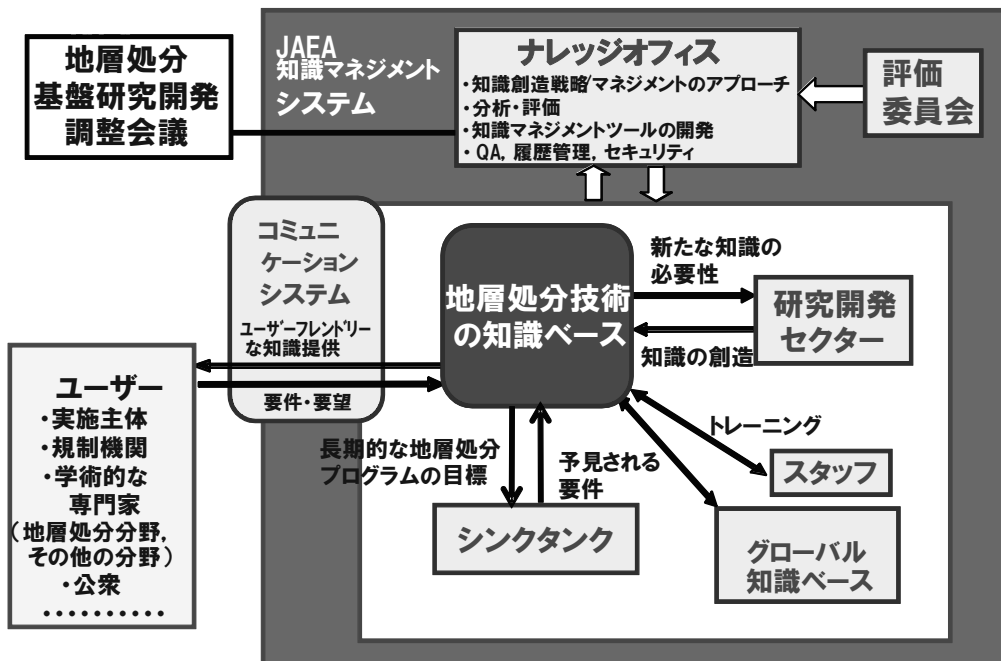 地層処分
基盤研究開発
調整会議
JAEA
知識マネジメント
システム
ナレッジオフィス
・知識創造戦略/マネジメントのアプローチ
・分析・評価
・知識マネジメントツールの開発
・QA, 履歴管理, セキュリティ
評価
委員会
コミュニ
ケーション
システム
ユーザーフレンドリー
な知識提供
要件・要望
地層処分技術
の知識ベース
新たな知識の
必要性
研究開発
セクター
知識の創造
ユーザー
・実施主体
・規制機関
・学術的な
専門家
(地層処分分野,
その他の分野)
・公衆
・・・・・・・・・・
長期的な地層処分
プログラムの目標
予見される
要件
シンクタンク
トレーニング
スタッフ
グローバル
知識ベース